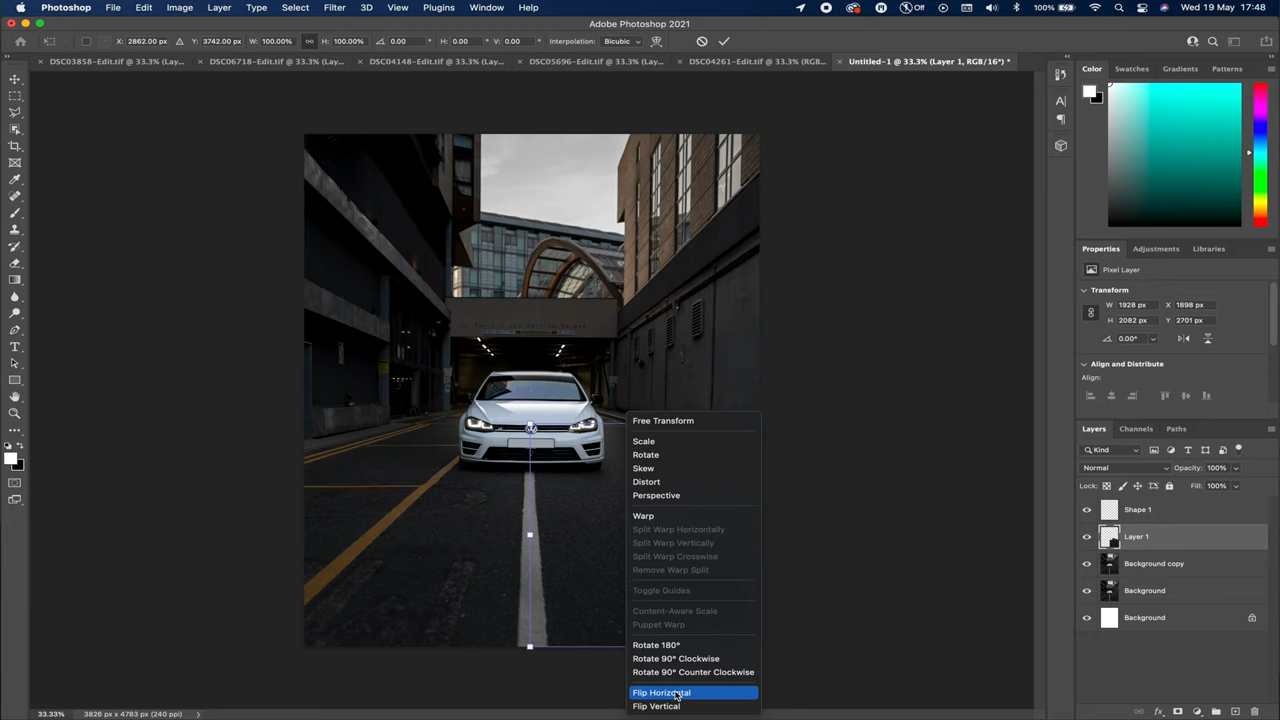 Photoshop File Edit Image Layer Type Select Filter 3D View Plugins Window Help Off 100% Wed 19 May 17:48
Adobe Photoshop 2021
X: 2862.00 px Y: 3742.00 px W: 100.00% H: 100.00% 0.00 ° H: 0.00 ° V: 0.00 ° Interpolation: Bicubic
DSC03858-Edit.tif @ 33.3% (Lay... DSC06718-Edit.tif @ 33.3% (Lay... DSC04148-Edit.tif @ 33.3% (Lay... DSC05696-Edit.tif @ 33.3% (Lay... DSC04261-Edit.tif @ 33.3% (RGB... Untitled-1 @ 33.3% (Layer 1, RGB/16*) *
Color Swatches Gradients Patterns
Properties Adjustments Libraries
Pixel Layer
Transform
W 1928 px X 1898 px
H 2082 px Y 2701 px
0.00°
Align and Distribute
Align:
Layers Channels Paths
Kind
Normal Opacity: 100%
Lock: Fill: 100%
Shape 1
Layer 1
Background copy
Background
Background
Free Transform
Scale
Rotate
Skew
Distort
Perspective
Warp
Split Warp Horizontally
Split Warp Vertically
Split Warp Crosswise
Remove Warp Split
Toggle Guides
Content-Aware Scale
Puppet Warp
Rotate 180°
Rotate 90° Clockwise
Rotate 90° Counter Clockwise
Flip Horizontal
Flip Vertical
33.33% 3826 px x 4783 px (240 ppi)